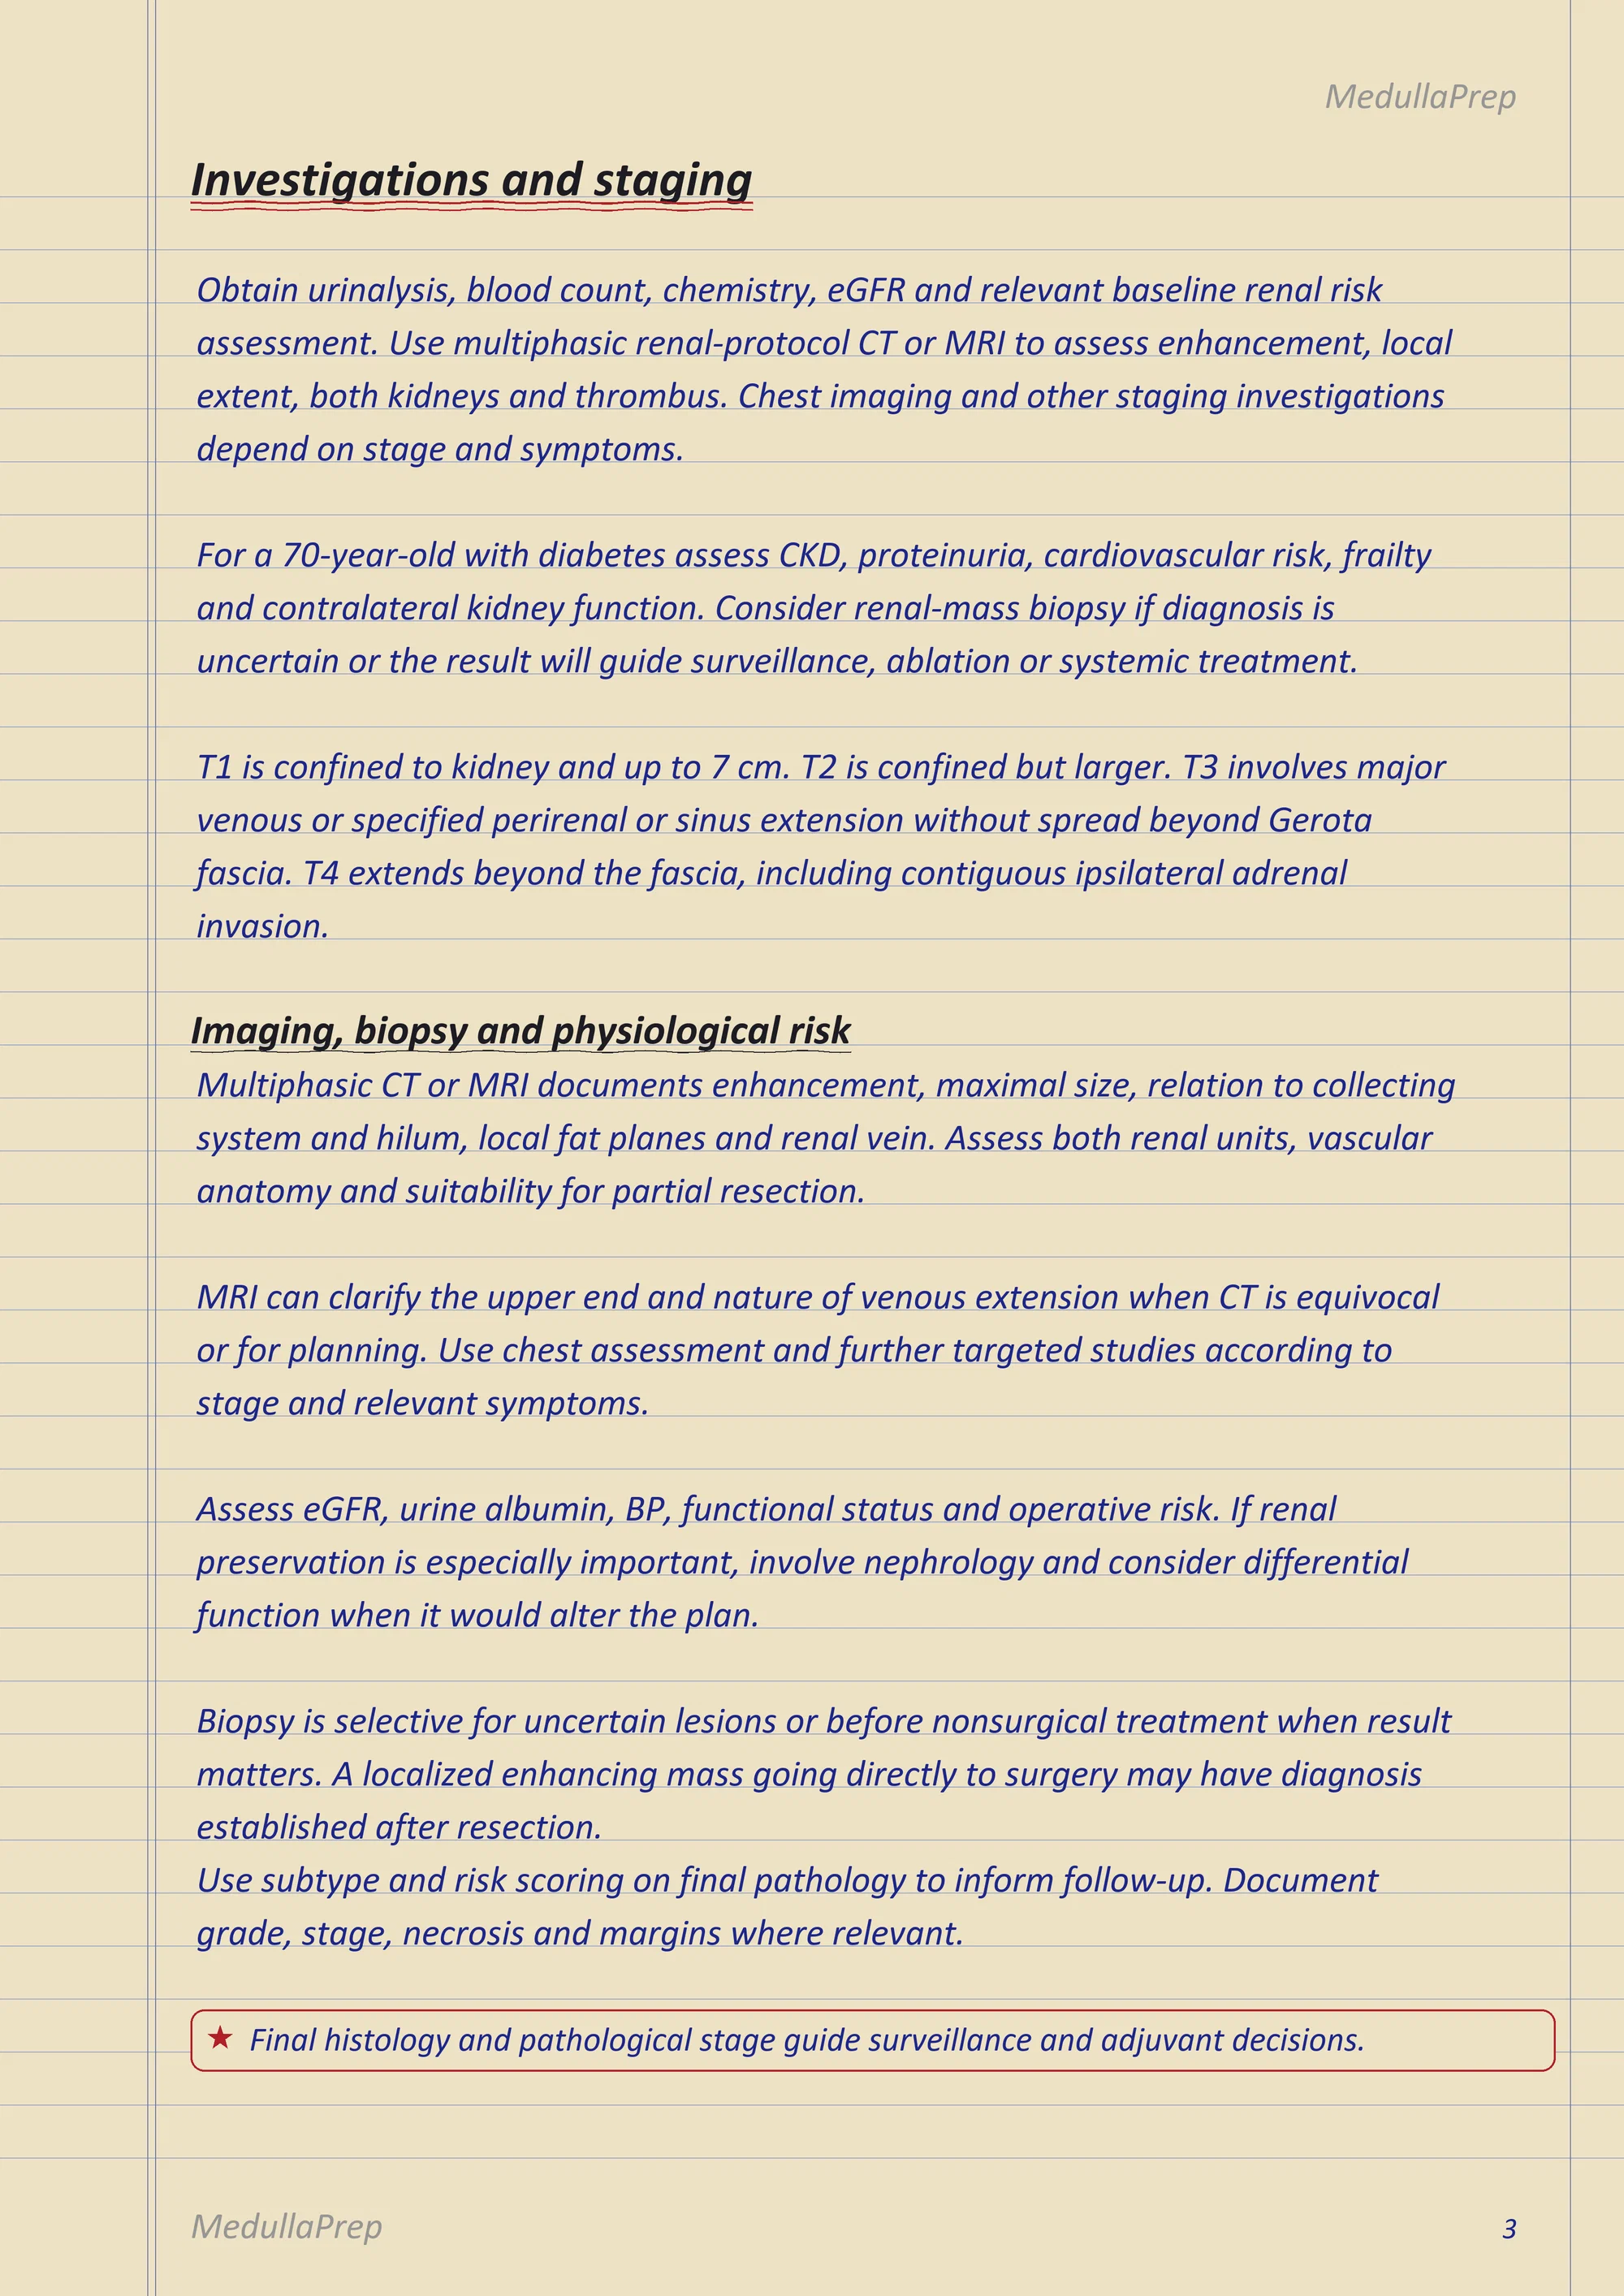 MedullaPrep
Investigations and staging
Obtain urinalysis, blood count, chemistry, eGFR and relevant baseline renal risk
assessment. Use multiphasic renal-protocol CT or MRI to assess enhancement, local
extent, both kidneys and thrombus. Chest imaging and other staging investigations
depend on stage and symptoms.
For a 70-year-old with diabetes assess CKD, proteinuria, cardiovascular risk, frailty
and contralateral kidney function. Consider renal-mass biopsy if diagnosis is
uncertain or the result will guide surveillance, ablation or systemic treatment.
T1 is confined to kidney and up to 7 cm. T2 is confined but larger. T3 involves major
venous or specified perirenal or sinus extension without spread beyond Gerota
fascia. T4 extends beyond the fascia, including contiguous ipsilateral adrenal
invasion.
Imaging, biopsy and physiological risk
Multiphasic CT or MRI documents enhancement, maximal size, relation to collecting
system and hilum, local fat planes and renal vein. Assess both renal units, vascular
anatomy and suitability for partial resection.
MRI can clarify the upper end and nature of venous extension when CT is equivocal
or for planning. Use chest assessment and further targeted studies according to
stage and relevant symptoms.
Assess eGFR, urine albumin, BP, functional status and operative risk. If renal
preservation is especially important, involve nephrology and consider differential
function when it would alter the plan.
Biopsy is selective for uncertain lesions or before nonsurgical treatment when result
matters. A localized enhancing mass going directly to surgery may have diagnosis
established after resection.
Use subtype and risk scoring on final pathology to inform follow-up. Document
grade, stage, necrosis and margins where relevant.
★ Final histology and pathological stage guide surveillance and adjuvant decisions.
MedullaPrep
3